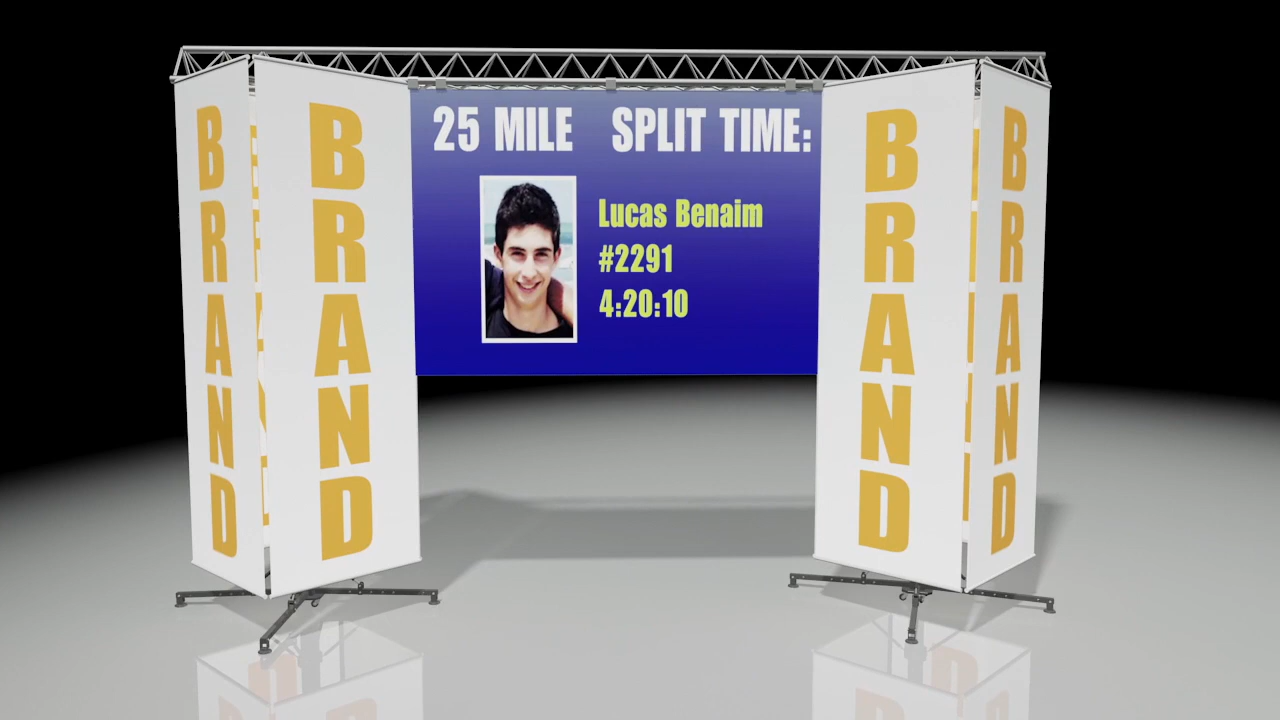 BRAND
BRAND
25 MILE SPLIT TIME:
Lucas Benaim
#2291
4:20:10
BRAND
BRAND